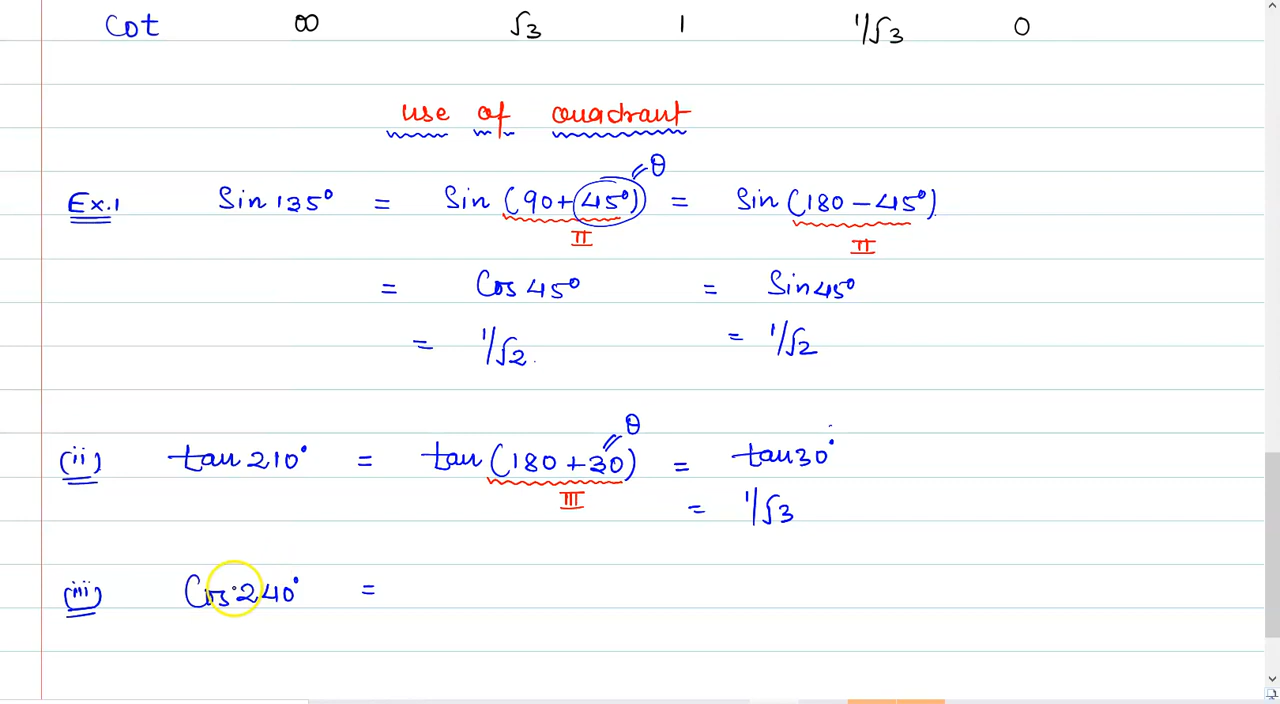 Cot ∞ √3 1 1/√3 0
use of quadrant
Ex.1 Sin 135° = Sin (90+45°) = Sin (180-45°)
θ
II II
= Cos 45° = Sin 45°
= 1/√2. = 1/√2
(ii) tan 210° = tan (180+30) = tan 30°
θ
III
= 1/√3
(iii) Cos 240° =